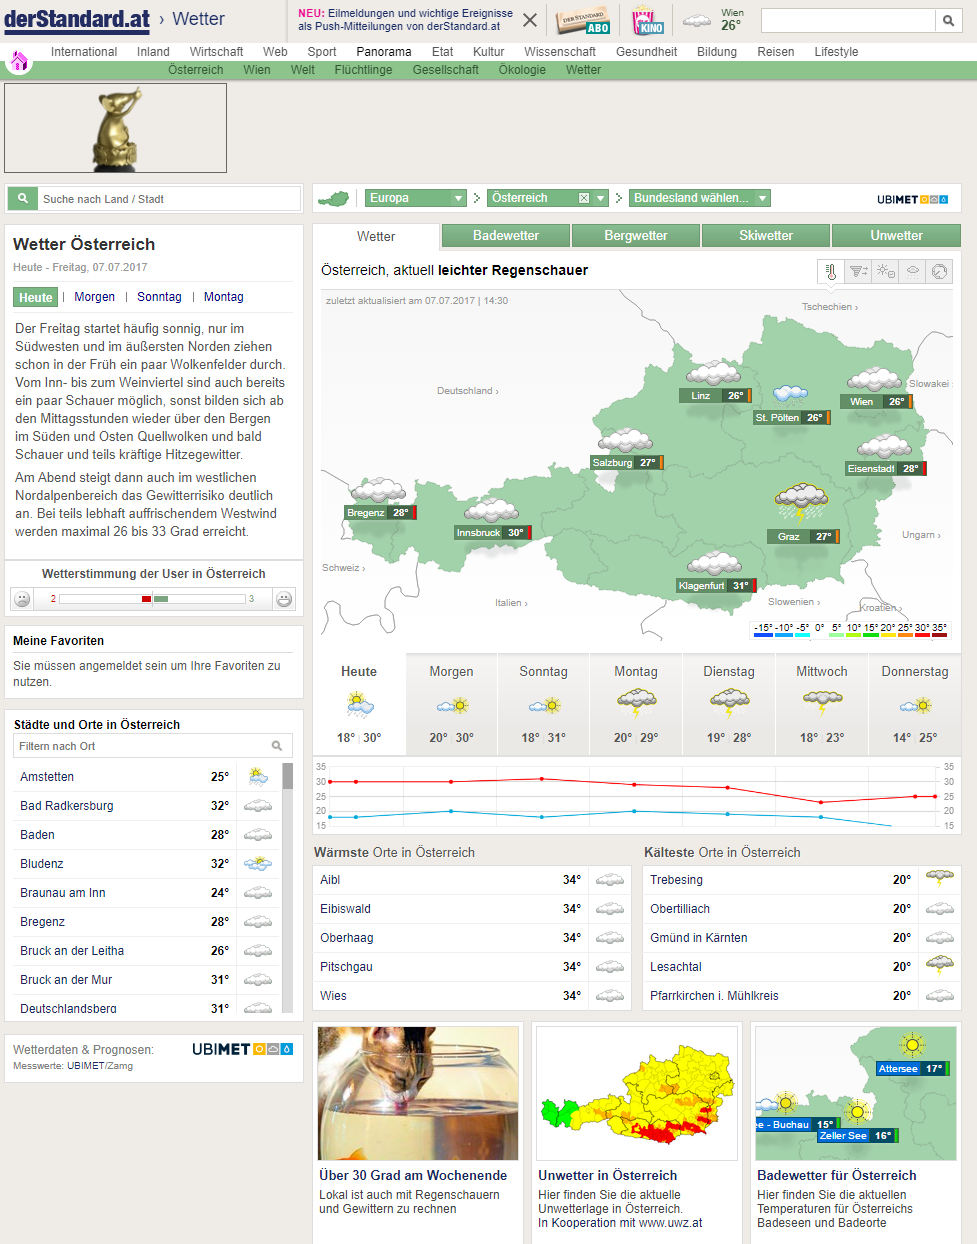 derStandard.at › Wetter
NEU: Eilmeldungen und wichtige Ereignisse
als Push-Mitteilungen von derStandard.at
DER STANDARD
ABO
KINO
Wien
26°
International Inland Wirtschaft Web Sport Panorama Etat Kultur Wissenschaft Gesundheit Bildung Reisen Lifestyle
Österreich Wien Welt Flüchtlinge Gesellschaft Ökologie Wetter
Suche nach Land / Stadt
Europa
Österreich
Bundesland wählen...
UBIMET
Wetter Österreich
Heute - Freitag, 07.07.2017
Heute | Morgen | Sonntag | Montag
Der Freitag startet häufig sonnig, nur im
Südwesten und im äußersten Norden ziehen
schon in der Früh ein paar Wolkenfelder durch.
Vom Inn- bis zum Weinviertel sind auch bereits
ein paar Schauer möglich, sonst bilden sich ab
den Mittagsstunden wieder über den Bergen
im Süden und Osten Quellwolken und bald
Schauer und teils kräftige Hitzegewitter.
Am Abend steigt dann auch im westlichen
Nordalpenbereich das Gewitterrisiko deutlich
an. Bei teils lebhaft auffrischendem Westwind
werden maximal 26 bis 33 Grad erreicht.
Wetterstimmung der User in Österreich
2
3
Meine Favoriten
Sie müssen angemeldet sein um Ihre Favoriten zu
nutzen.
Städte und Orte in Österreich
Filtern nach Ort
Amstetten 25°
Bad Radkersburg 32°
Baden 28°
Bludenz 32°
Braunau am Inn 24°
Bregenz 28°
Bruck an der Leitha 26°
Bruck an der Mur 31°
Deutschlandsberg 31°
Wetterdaten & Prognosen:
UBIMET
Messwerte: UBIMET/Zamg
Wetter
Badewetter
Bergwetter
Skiwetter
Unwetter
Österreich, aktuell leichter Regenschauer
zuletzt aktualisiert am 07.07.2017 | 14:30
Tschechien ›
Deutschland ›
Slowakei
Linz 26°
Wien 26°
St. Pölten 26°
Salzburg 27°
Eisenstadt 28°
Bregenz 28°
Innsbruck 30°
Graz 27°
Ungarn ›
Schweiz ›
Klagenfurt 31°
Italien ›
Slowenien ›
Kroatien ›
-15° -10° -5° 0° 5° 10° 15° 20° 25° 30° 35°
Heute Morgen Sonntag Montag Dienstag Mittwoch Donnerstag
18° | 30° 20° | 30° 18° | 31° 20° | 29° 19° | 28° 18° | 23° 14° | 25°
35 35
30 30
25 25
20 20
15 15
Wärmste Orte in Österreich
Aibl 34°
Eibiswald 34°
Oberhaag 34°
Pitschgau 34°
Wies 34°
Kälteste Orte in Österreich
Trebesing 20°
Obertilliach 20°
Gmünd in Kärnten 20°
Lesachtal 20°
Pfarrkirchen i. Mühlkreis 20°
Über 30 Grad am Wochenende
Lokal ist auch mit Regenschauern
und Gewittern zu rechnen
Unwetter in Österreich
Hier finden Sie die aktuelle
Unwetterlage in Österreich.
In Kooperation mit www.uwz.at
Attersee 17°
ee - Buchau 15°
Zeller See 16°
Badewetter für Österreich
Hier finden Sie die aktuellen
Temperaturen für Österreichs
Badeseen und Badeorte